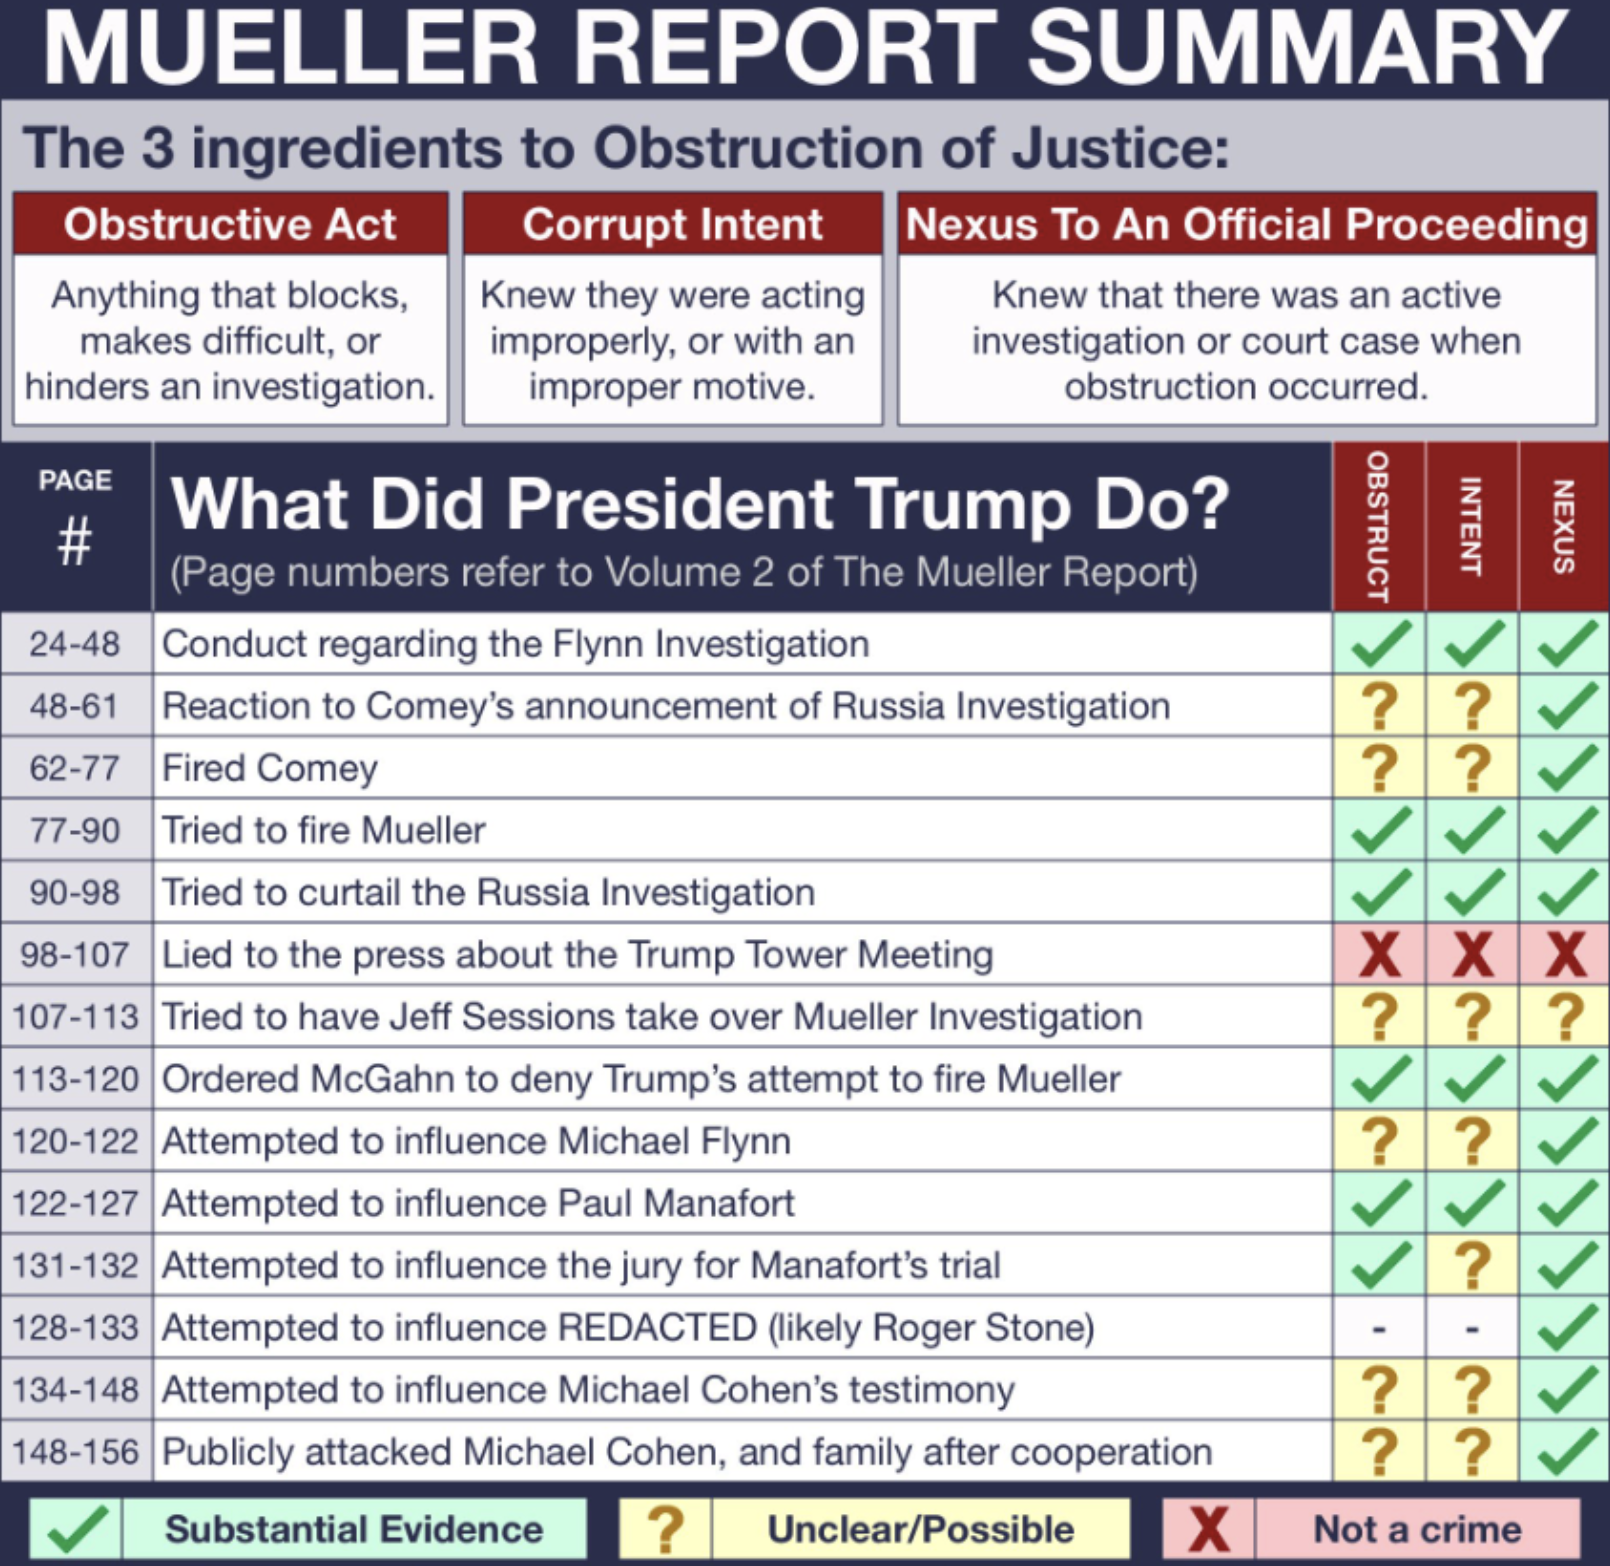 MUELLER REPORT SUMMARY
The 3 ingredients to Obstruction of Justice:
Obstructive Act
Anything that blocks,
makes difficult, or
hinders an investigation.
Corrupt Intent
Knew they were acting
improperly, or with an
improper motive.
Nexus To An Official Proceeding
Knew that there was an active
investigation or court case when
obstruction occurred.
PAGE
#
What Did President Trump Do?
(Page numbers refer to Volume 2 of The Mueller Report)
OBSTRUCT
INTENT
NEXUS
24-48 Conduct regarding the Flynn Investigation ✓ ✓ ✓
48-61 Reaction to Comey’s announcement of Russia Investigation ? ? ✓
62-77 Fired Comey ? ? ✓
77-90 Tried to fire Mueller ✓ ✓ ✓
90-98 Tried to curtail the Russia Investigation ✓ ✓ ✓
98-107 Lied to the press about the Trump Tower Meeting X X X
107-113 Tried to have Jeff Sessions take over Mueller Investigation ? ? ?
113-120 Ordered McGahn to deny Trump’s attempt to fire Mueller ✓ ✓ ✓
120-122 Attempted to influence Michael Flynn ? ? ✓
122-127 Attempted to influence Paul Manafort ✓ ✓ ✓
131-132 Attempted to influence the jury for Manafort’s trial ✓ ? ✓
128-133 Attempted to influence REDACTED (likely Roger Stone) - - ✓
134-148 Attempted to influence Michael Cohen’s testimony ? ? ✓
148-156 Publicly attacked Michael Cohen, and family after cooperation ? ? ✓
✓ Substantial Evidence
? Unclear/Possible
X Not a crime